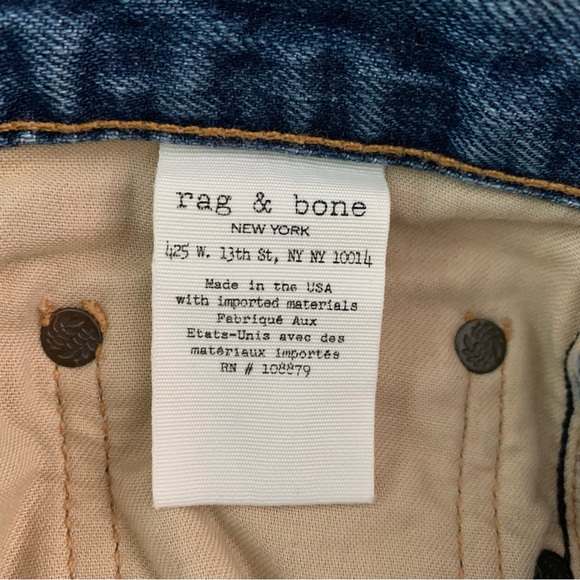 rag & bone
NEW YORK
425 W. 13th St, NY NY 10014
Made in the USA
with imported materials
Fabriqué Aux
Etats-Unis avec des
matériaux importés
RN # 108879